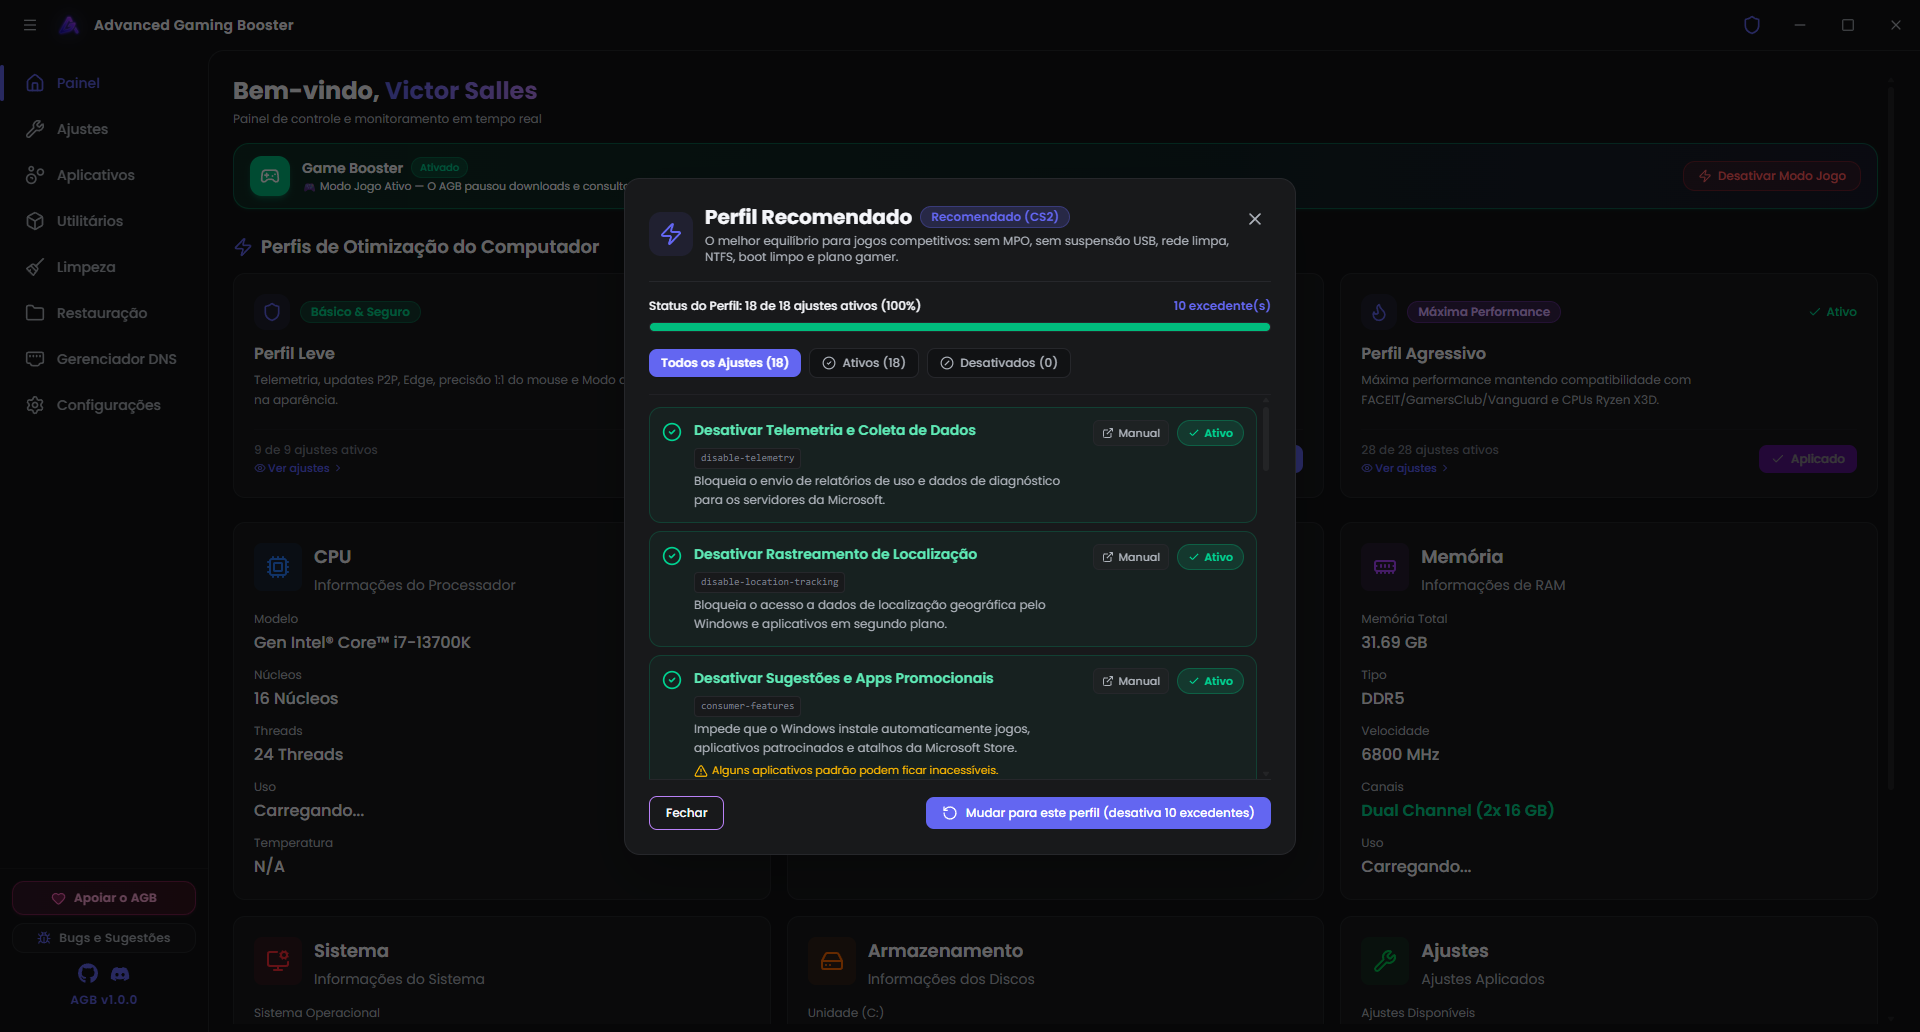 Advanced Gaming Booster
Painel
Ajustes
Aplicativos
Utilitários
Limpeza
Restauração
Gerenciador DNS
Configurações
Apoiar o AGB
Bugs e Sugestões
AGB v1.0.0
Bem-vindo, Victor Salles
Painel de controle e monitoramento em tempo real
Game Booster Ativado
Modo Jogo Ativo — O AGB pausou downloads e consult
Desativar Modo Jogo
Perfis de Otimização do Computador
Básico & Seguro
Perfil Leve
Telemetria, updates P2P, Edge, precisão 1:1 do mouse e Modo
na aparência.
9 de 9 ajustes ativos
Ver ajustes
Máxima Performance
Ativo
Perfil Agressivo
Máxima performance mantendo compatibilidade com
FACEIT/GamersClub/Vanguard e CPUs Ryzen X3D.
28 de 28 ajustes ativos
Ver ajustes
Aplicado
Perfil Recomendado Recomendado (CS2)
O melhor equilíbrio para jogos competitivos: sem MPO, sem suspensão USB, rede limpa,
NTFS, boot limpo e plano gamer.
Status do Perfil: 18 de 18 ajustes ativos (100%)
10 excedente(s)
Todos os Ajustes (18)
Ativos (18)
Desativados (0)
Desativar Telemetria e Coleta de Dados
Manual
Ativo
disable-telemetry
Bloqueia o envio de relatórios de uso e dados de diagnóstico
para os servidores da Microsoft.
Desativar Rastreamento de Localização
Manual
Ativo
disable-location-tracking
Bloqueia o acesso a dados de localização geográfica pelo
Windows e aplicativos em segundo plano.
Desativar Sugestões e Apps Promocionais
Manual
Ativo
consumer-features
Impede que o Windows instale automaticamente jogos,
aplicativos patrocinados e atalhos da Microsoft Store.
Alguns aplicativos padrão podem ficar inacessíveis.
Fechar
Mudar para este perfil (desativa 10 excedentes)
CPU
Informações do Processador
Modelo
Gen Intel® Core™ i7-13700K
Núcleos
16 Núcleos
Threads
24 Threads
Uso
Carregando...
Temperatura
N/A
Memória
Informações de RAM
Memória Total
31.69 GB
Tipo
DDR5
Velocidade
6800 MHz
Canais
Dual Channel (2x 16 GB)
Uso
Carregando...
Sistema
Informações do Sistema
Sistema Operacional
Armazenamento
Informações dos Discos
Unidade (C:)
Ajustes
Ajustes Aplicados
Ajustes Disponíveis